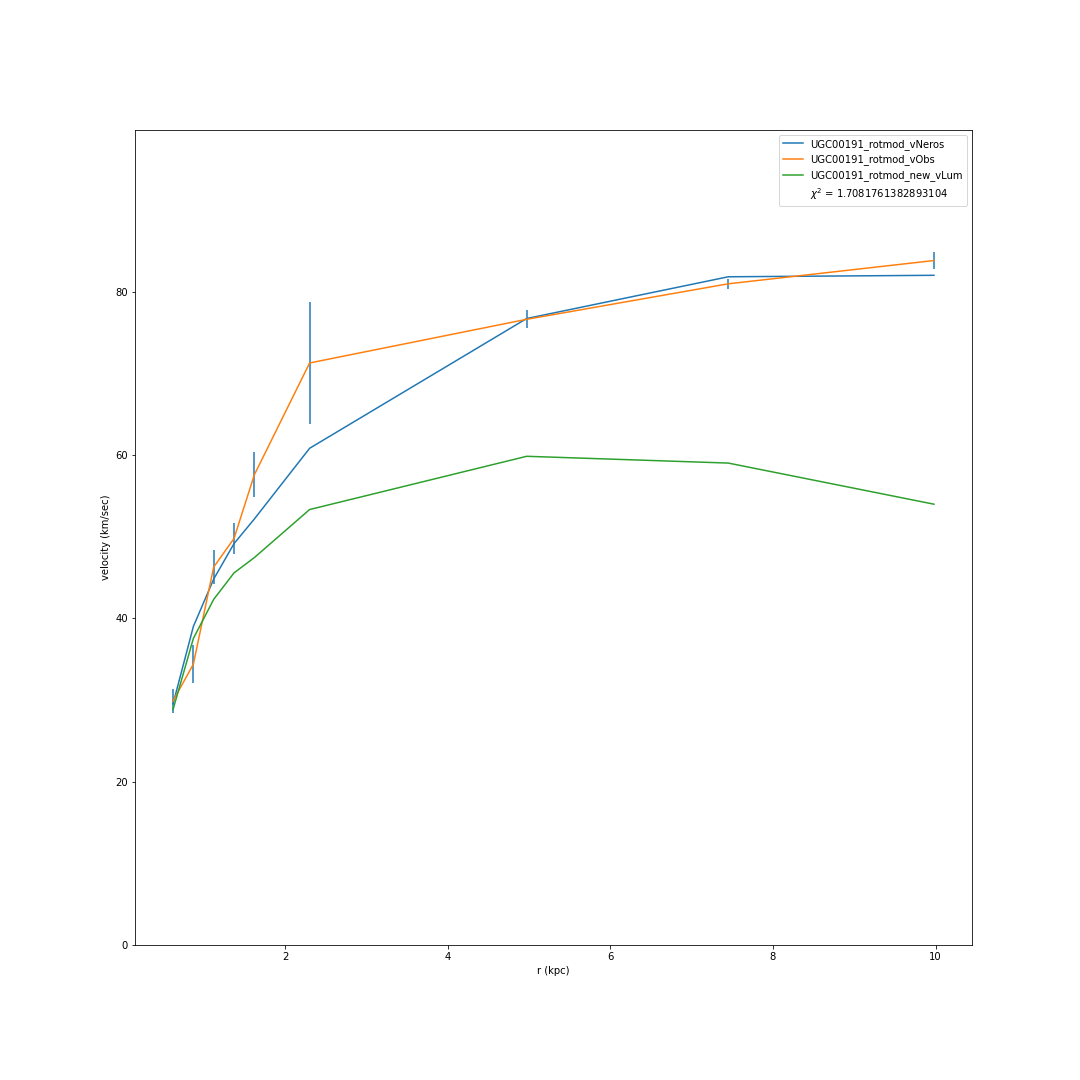 UGC00191_rotmod_vNeros
UGC00191_rotmod_vObs
UGC00191_rotmod_new_vLum
χ² = 1.7081761382893104
80
60
40
20
0
velocity (km/sec)
2 4 6 8 10
r (kpc)